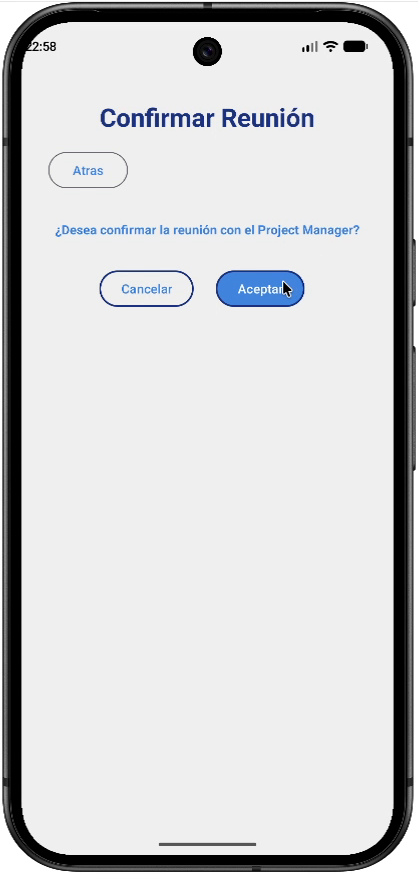 22:58
Confirmar Reunión
Atras
¿Desea confirmar la reunión con el Project Manager?
Cancelar
Aceptar